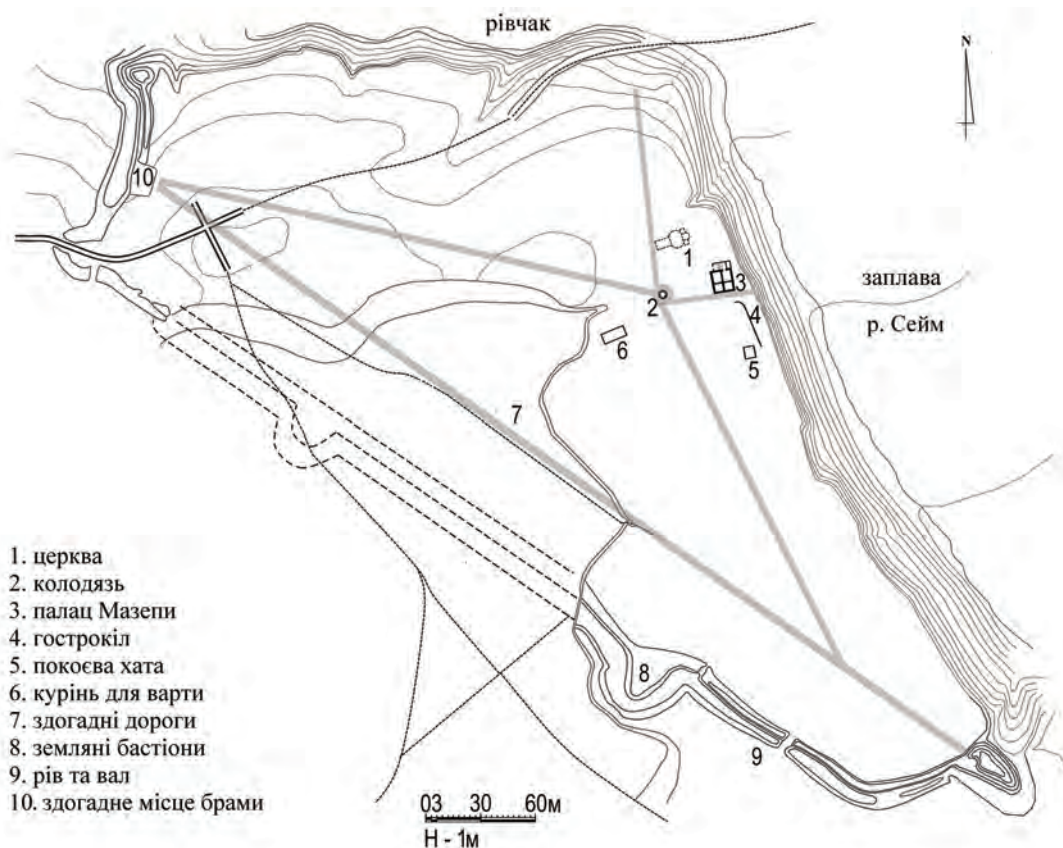 рівчак
N
10
1
3
2
4
заплава
р. Сейм
5
6
7
1. церква
2. колодязь
3. палац Мазепи
4. гострокіл
5. покоєва хата
6. курінь для варти
7. здогадні дороги
8. земляні бастіони
9. рів та вал
10. здогадне місце брами
8
9
03 30 60м
Н - 1м